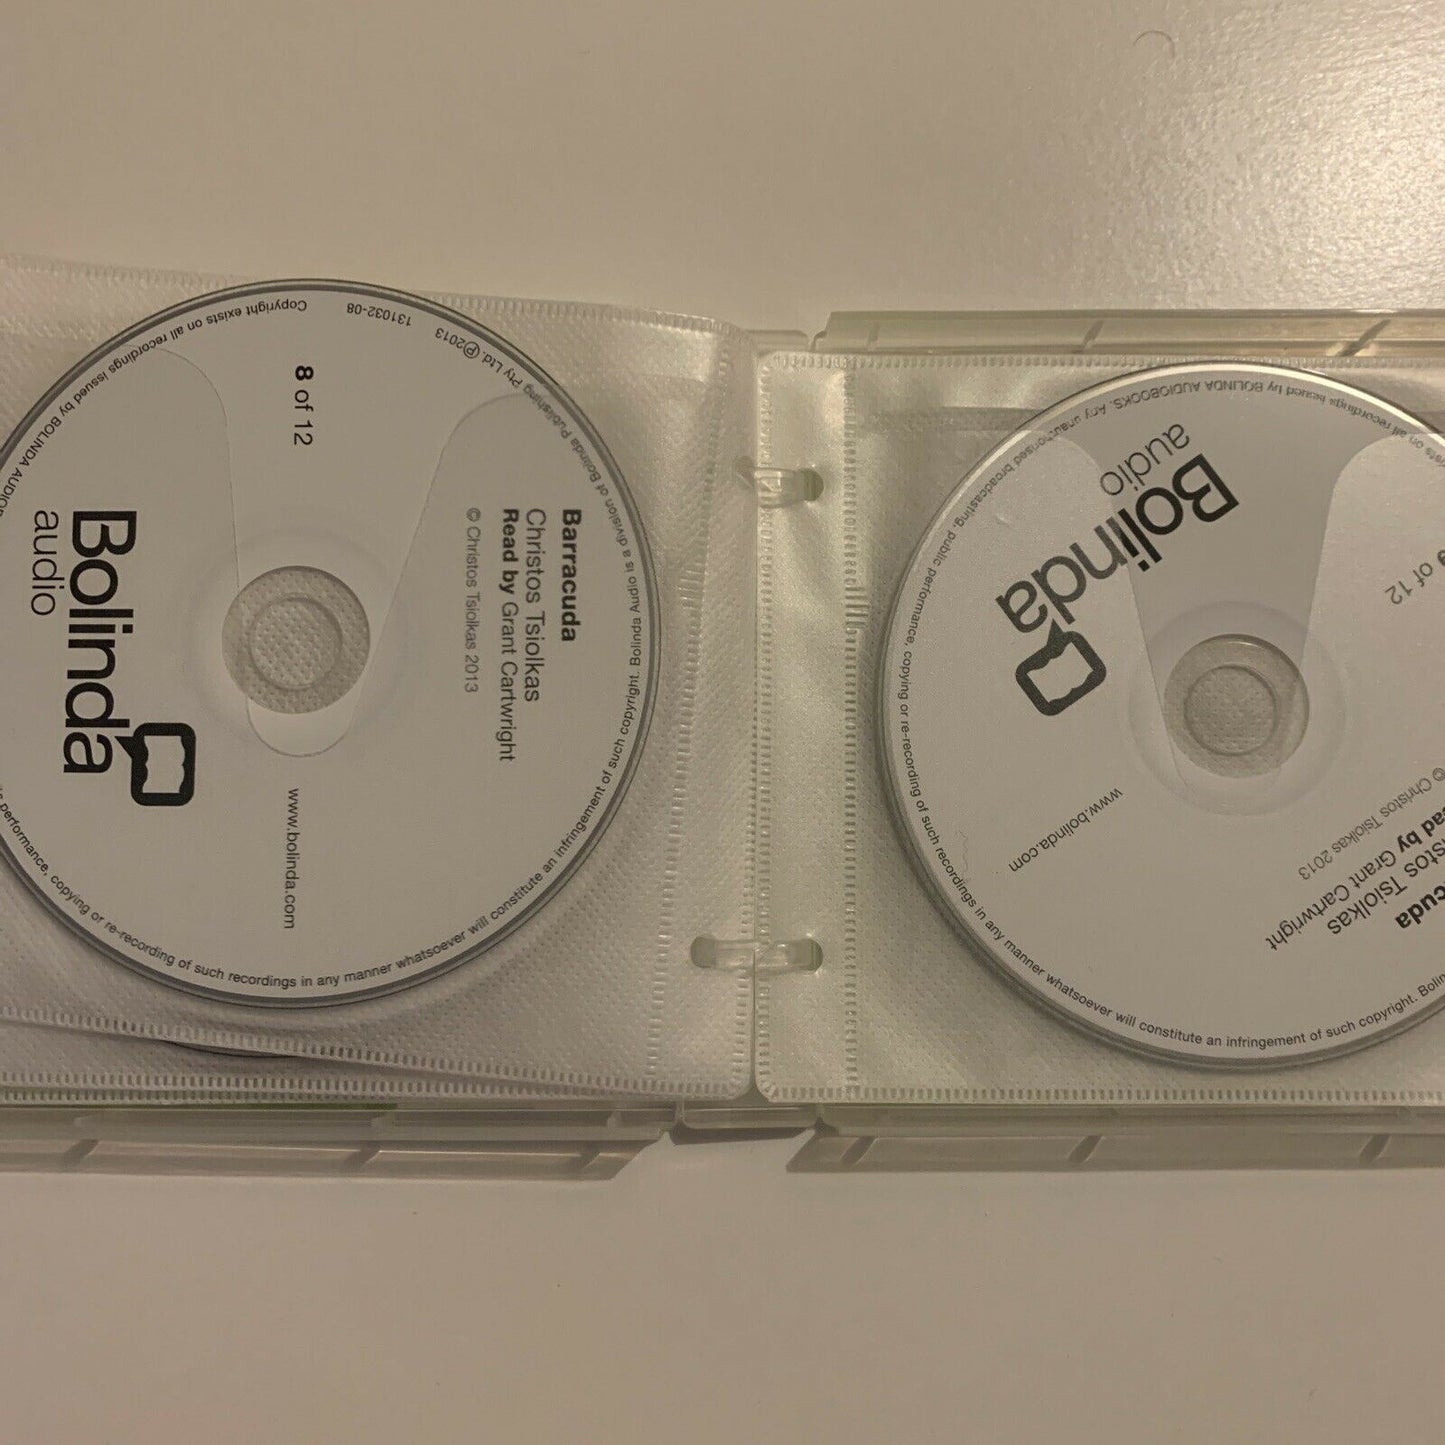 8 of 12
Bolinda
audio
Barracuda
Christos Tsiolkas
Read by Grant Cartwright
© Christos Tsiolkas 2013
www.bolinda.com
131032-08
Copyright exists on all recordings issued by BOLINDA
performance, copying or re-recording of such recordings in any manner whatsoever will constitute an infringement of such copyright. Bolinda Audio is a division of Bolinda Publishing Pty Ltd. ℗2013
Bolinda
audio
of 12
www.bolinda.com
© Christos Tsiolkas 2013
by Grant Cartwright
Tsiolkas
on all recordings issued by BOLINDA AUDIOBOOKS. Any unauthorised broadcasting, public performance, copying or re-recording of such recordings in any manner whatsoever will constitute an infringement of such copyright.